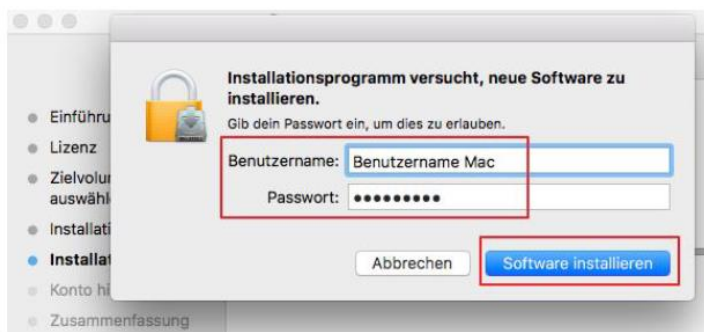 Installationsprogramm versucht, neue Software zu
installieren.
Gib dein Passwort ein, um dies zu erlauben.
Benutzername: Benutzername Mac
Passwort: •••••••••
Abbrechen Software installieren
Einführu
Lizenz
Zielvolu
auswähl
Installati
Installat
Konto hi
Zusammenfassung